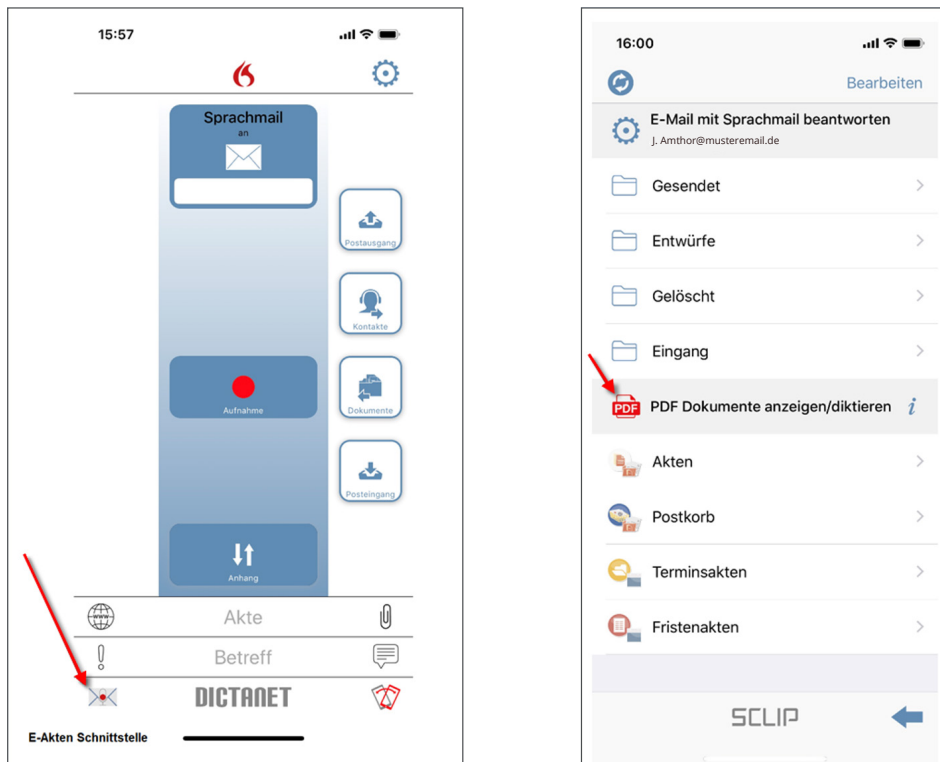 15:57
Sprachmail
an
Postausgang
Kontakte
Aufnahme
Dokumente
Posteingang
Anhang
www
Akte
Betreff
DICTANET
E-Akten Schnittstelle
16:00
Bearbeiten
E-Mail mit Sprachmail beantworten
J. Amthor@musteremail.de
Gesendet
Entwürfe
Gelöscht
Eingang
PDF PDF Dokumente anzeigen/diktieren i
Akten
Postkorb
Terminsakten
Fristenakten
SCLIP